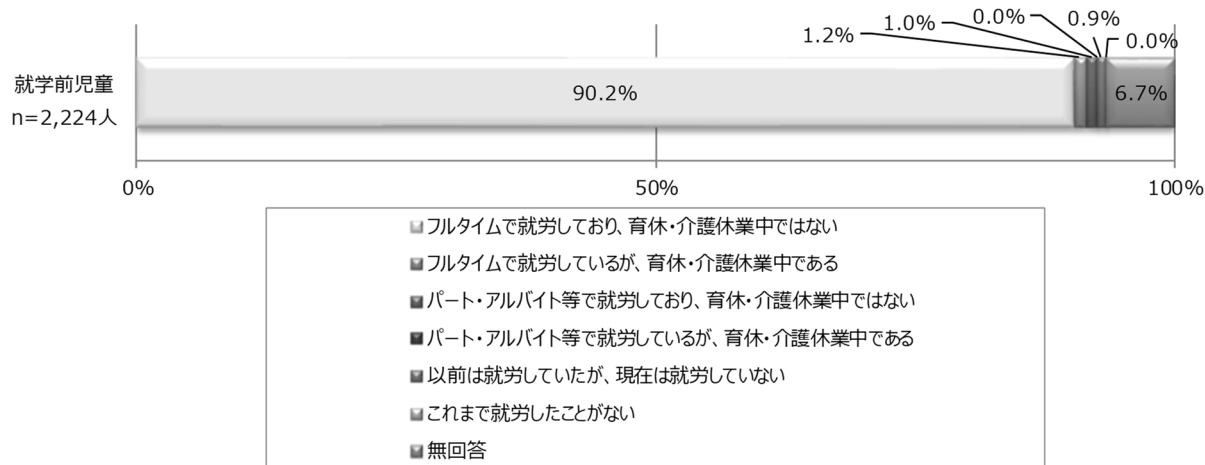 1.2%
1.0%
0.0%
0.9%
0.0%
就学前児童
n=2,224人
90.2%
6.7%
0%
50%
100%
フルタイムで就労しており、育休・介護休業中ではない
フルタイムで就労しているが、育休・介護休業中である
パート・アルバイト等で就労しており、育休・介護休業中ではない
パート・アルバイト等で就労しているが、育休・介護休業中である
以前は就労していたが、現在は就労していない
これまで就労したことがない
無回答